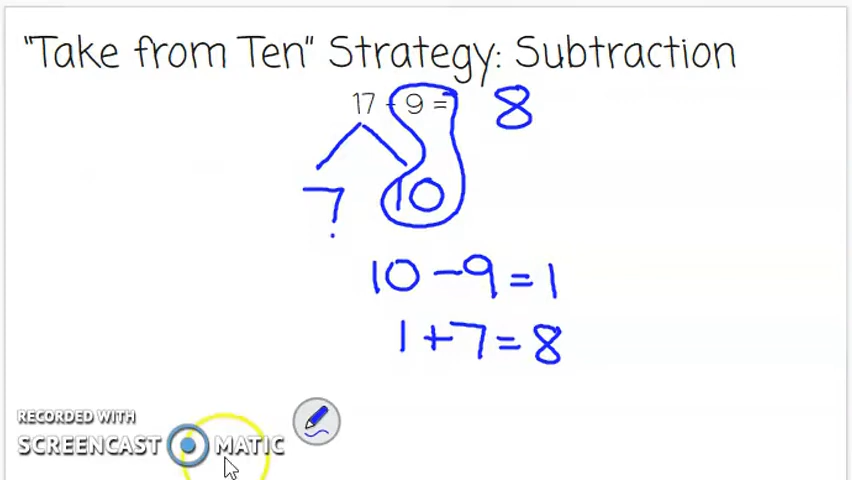 "Take from Ten" Strategy: Subtraction
17 - 9 = 8
7 10
10 - 9 = 1
1 + 7 = 8
RECORDED WITH
SCREENCAST MATIC